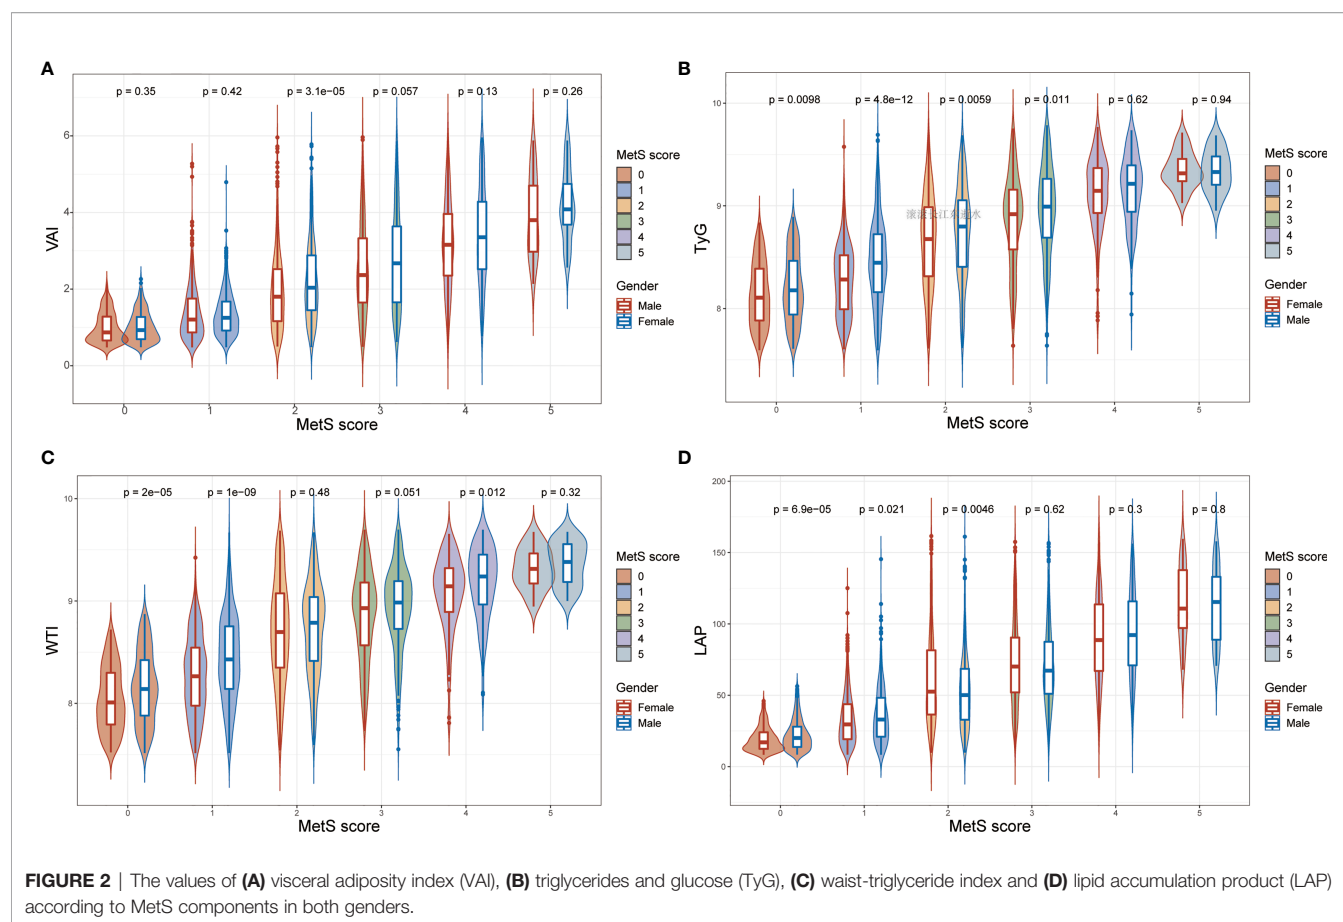 A
p = 0.35
p = 0.42
p = 3.1e-05
p = 0.057
p = 0.13
p = 0.26
6
4
2
0
VAI
0
1
2
3
4
5
MetS score
MetS score
0
1
2
3
4
5
Gender
Male
Female
B
p = 0.0098
p = 4.8e-12
p = 0.0059
p = 0.011
p = 0.62
p = 0.94
10
9
8
TyG
滚滚长江东逝水
0
1
2
3
4
5
MetS score
MetS score
0
1
2
3
4
5
Gender
Female
Male
C
p = 2e-05
p = 1e-09
p = 0.48
p = 0.051
p = 0.012
p = 0.32
10
9
8
WTI
0
1
2
3
4
5
MetS score
MetS score
0
1
2
3
4
5
Gender
Female
Male
D
p = 6.9e-05
p = 0.021
p = 0.0046
p = 0.62
p = 0.3
p = 0.8
200
150
100
50
0
LAP
0
1
2
3
4
5
MetS score
MetS score
0
1
2
3
4
5
Gender
Female
Male
FIGURE 2 | The values of (A) visceral adiposity index (VAI), (B) triglycerides and glucose (TyG), (C) waist-triglyceride index and (D) lipid accumulation product (LAP)
according to MetS components in both genders.